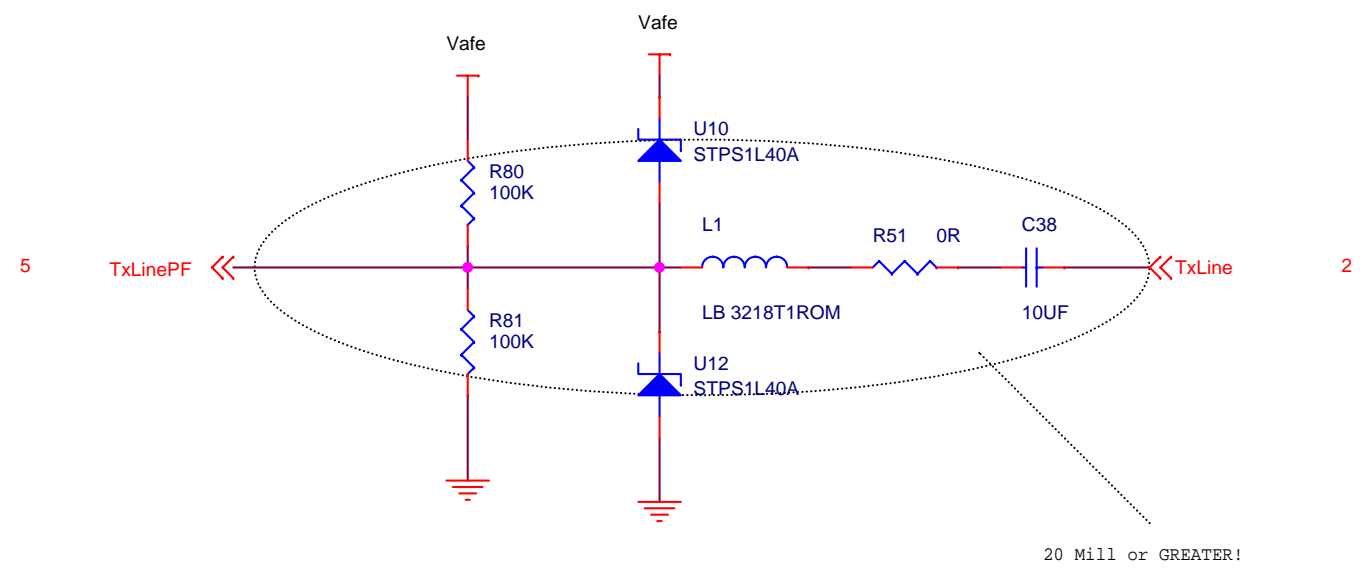 Vafe
Vafe
U10
STPS1L40A
R80
100K
L1
R51 0R
C38
5
TxLinePF
TxLine
2
LB 3218T1ROM
10UF
R81
100K
U12
STPS1L40A
20 Mill or GREATER!